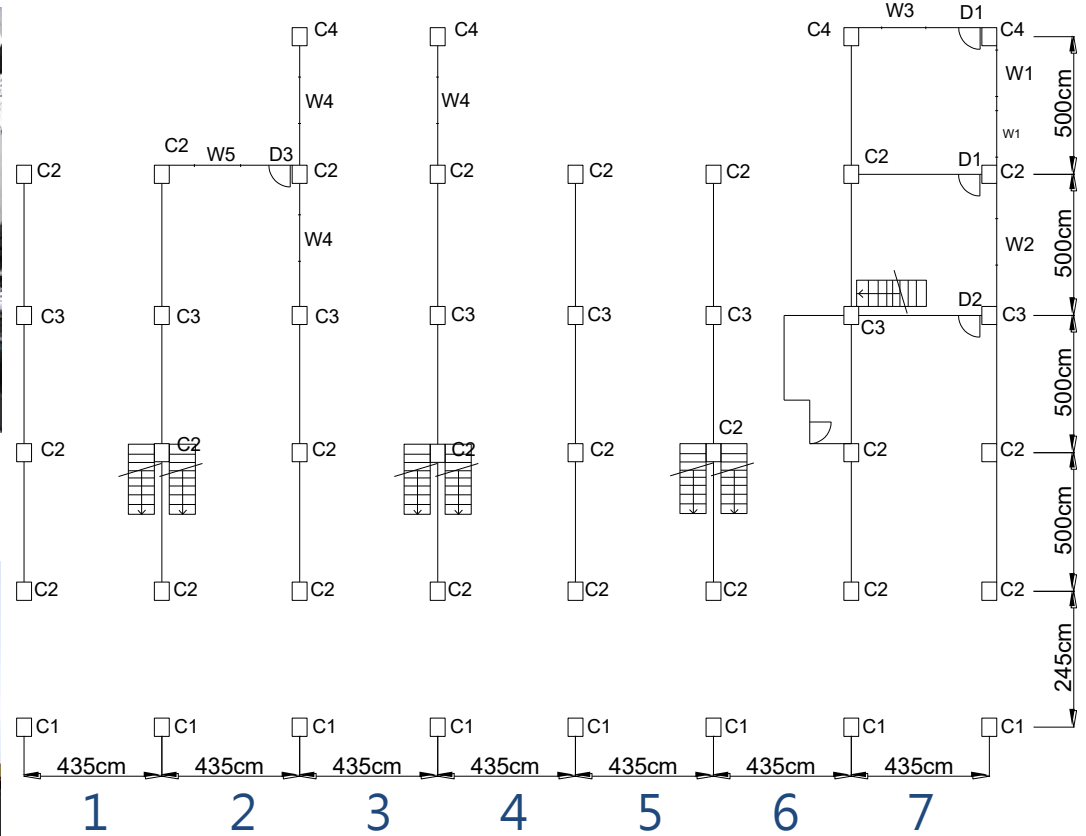 W3 D1
C4 C4 C4 C4
W1
W4 W4
500cm
W1
C2 W5 D3 C2 D1
C2 C2 C2 C2 C2 C2
W4 W2
500cm
C3 C3 C3 C3 C3 C3 D2 C3
C3
500cm
C2
C2 C2 C2 C2 C2 C2 C2
500cm
C2 C2 C2 C2 C2 C2 C2 C2
245cm
C1 C1 C1 C1 C1 C1 C1 C1
435cm 435cm 435cm 435cm 435cm 435cm 435cm
1 2 3 4 5 6 7